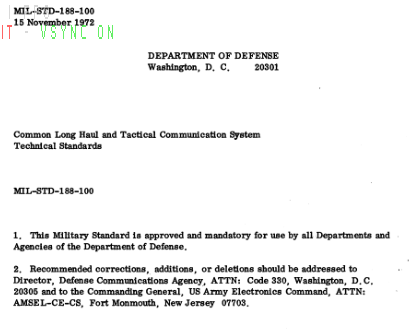 MIL-STD-188-100
15 November 1972
IT - VSYNC ON
DEPARTMENT OF DEFENSE
Washington, D. C. 20301
Common Long Haul and Tactical Communication System
Technical Standards
MIL-STD-188-100
1. This Military Standard is approved and mandatory for use by all Departments and
Agencies of the Department of Defense.
2. Recommended corrections, additions, or deletions should be addressed to
Director, Defense Communications Agency, ATTN: Code 330, Washington, D.C.
20305 and to the Commanding General, US Army Electronics Command, ATTN:
AMSEL-CE-CS, Fort Monmouth, New Jersey 07703.